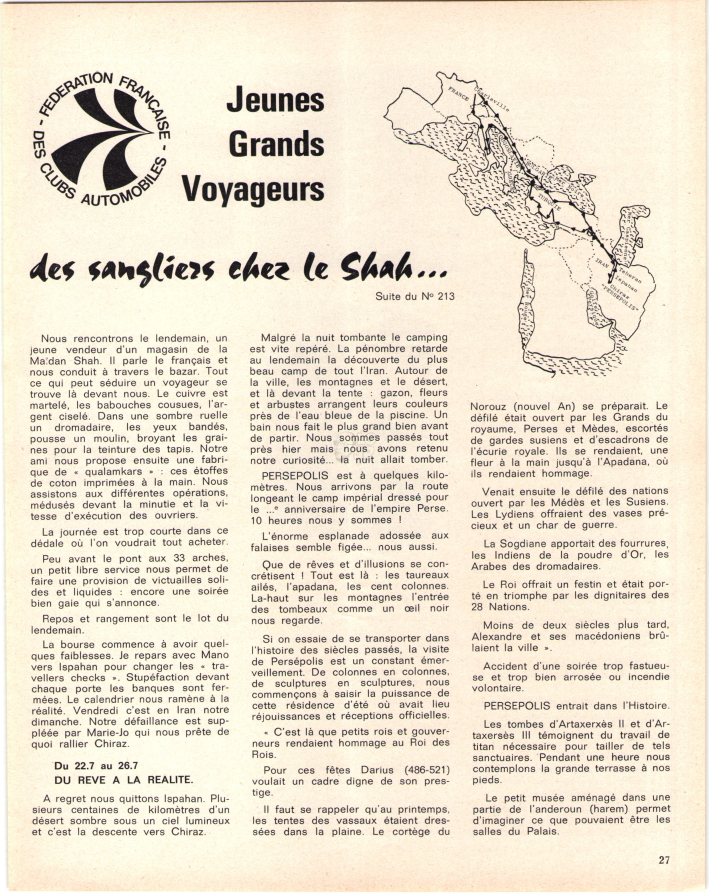 - FEDERATION FRANÇAISE -
DES CLUBS AUTOMOBILES
Jeunes
Grands
Voyageurs
des sangliers chez le Shah...
Suite du Nº 213
FRANCE
IRAN
Teheran
Ispahan
Chiraz
"PERSEPOLIS"
Nous rencontrons le lendemain, un
jeune vendeur d'un magasin de la
Maïdan Shah. Il parle le français et
nous conduit à travers le bazar. Tout
ce qui peut séduire un voyageur se
trouve là devant nous. Le cuivre est
martelé, les babouches cousues, l'ar-
gent ciselé. Dans une sombre ruelle
un dromadaire, les yeux bandés,
pousse un moulin, broyant les grai-
nes pour la teinture des tapis. Notre
ami nous propose ensuite une fabri-
que de « qualamkars » : ces étoffes
de coton imprimées à la main. Nous
assistons aux différentes opérations,
médusés devant la minutie et la vi-
tesse d'exécution des ouvriers.
La journée est trop courte dans ce
dédale où l'on voudrait tout acheter.
Peu avant le pont aux 33 arches,
un petit libre service nous permet de
faire une provision de victuailles soli-
des et liquides : encore une soirée
bien gaie qui s'annonce.
Repos et rangement sont le lot du
lendemain.
La bourse commence à avoir quel-
ques faiblesses. Je repars avec Mano
vers Ispahan pour changer les « tra-
vellers checks ». Stupéfaction devant
chaque porte les banques sont fer-
mées. Le calendrier nous ramène à la
réalité. Vendredi c'est en Iran notre
dimanche. Notre défaillance est sup-
pléée par Marie-Jo qui nous prête de
quoi rallier Chiraz.
Du 22.7 au 26.7
DU REVE A LA REALITE.
A regret nous quittons Ispahan. Plu-
sieurs centaines de kilomètres d'un
désert sombre sous un ciel lumineux
et c'est la descente vers Chiraz.
Malgré la nuit tombante le camping
est vite repéré. La pénombre retarde
au lendemain la découverte du plus
beau camp de tout l'Iran. Autour de
la ville, les montagnes et le désert,
et là devant la tente : gazon, fleurs
et arbustes arrangent leurs couleurs
près de l'eau bleue de la piscine. Un
bain nous fait le plus grand bien avant
de partir. Nous sommes passés tout
près hier mais nous avons retenu
notre curiosité... la nuit allait tomber.
PERSEPOLIS est à quelques kilo-
mètres. Nous arrivons par la route
longeant le camp impérial dressé pour
le ...e anniversaire de l'empire Perse.
10 heures nous y sommes !
L'énorme esplanade adossée aux
falaises semble figée... nous aussi.
Que de rêves et d'illusions se con-
crétisent ! Tout est là : les taureaux
ailés, l'apadana, les cent colonnes.
La-haut sur les montagnes l'entrée
des tombeaux comme un œil noir
nous regarde.
Si on essaie de se transporter dans
l'histoire des siècles passés, la visite
de Persépolis est un constant émer-
veillement. De colonnes en colonnes,
de sculptures en sculptures, nous
commençons à saisir la puissance de
cette résidence d'été où avait lieu
réjouissances et réceptions officielles.
« C'est là que petits rois et gouver-
neurs rendaient hommage au Roi des
Rois.
Pour ces fêtes Darius (486-521)
voulait un cadre digne de son pres-
tige.
Il faut se rappeler qu'au printemps,
les tentes des vassaux étaient dres-
sées dans la plaine. Le cortège du
Norouz (nouvel An) se préparait. Le
défilé était ouvert par les Grands du
royaume, Perses et Mèdes, escortés
de gardes susiens et d'escadrons de
l'écurie royale. Ils se rendaient, une
fleur à la main jusqu'à l'Apadana, où
ils rendaient hommage.
Venait ensuite le défilé des nations
ouvert par les Médès et les Susiens.
Les Lydiens offraient des vases pré-
cieux et un char de guerre.
La Sogdiane apportait des fourrures,
les Indiens de la poudre d'Or, les
Arabes des dromadaires.
Le Roi offrait un festin et était por-
té en triomphe par les dignitaires des
28 Nations.
Moins de deux siècles plus tard,
Alexandre et ses macédoniens brû-
laient la ville ».
Accident d'une soirée trop fastueu-
se et trop bien arrosée ou incendie
volontaire.
PERSEPOLIS entrait dans l'Histoire.
Les tombes d'Artaxerxès II et d'Ar-
taxersès III témoignent du travail de
titan nécessaire pour tailler de tels
sanctuaires. Pendant une heure nous
contemplons la grande terrasse à nos
pieds.
Le petit musée aménagé dans une
partie de l'anderoun (harem) permet
d'imaginer ce que pouvaient être les
salles du Palais.
27